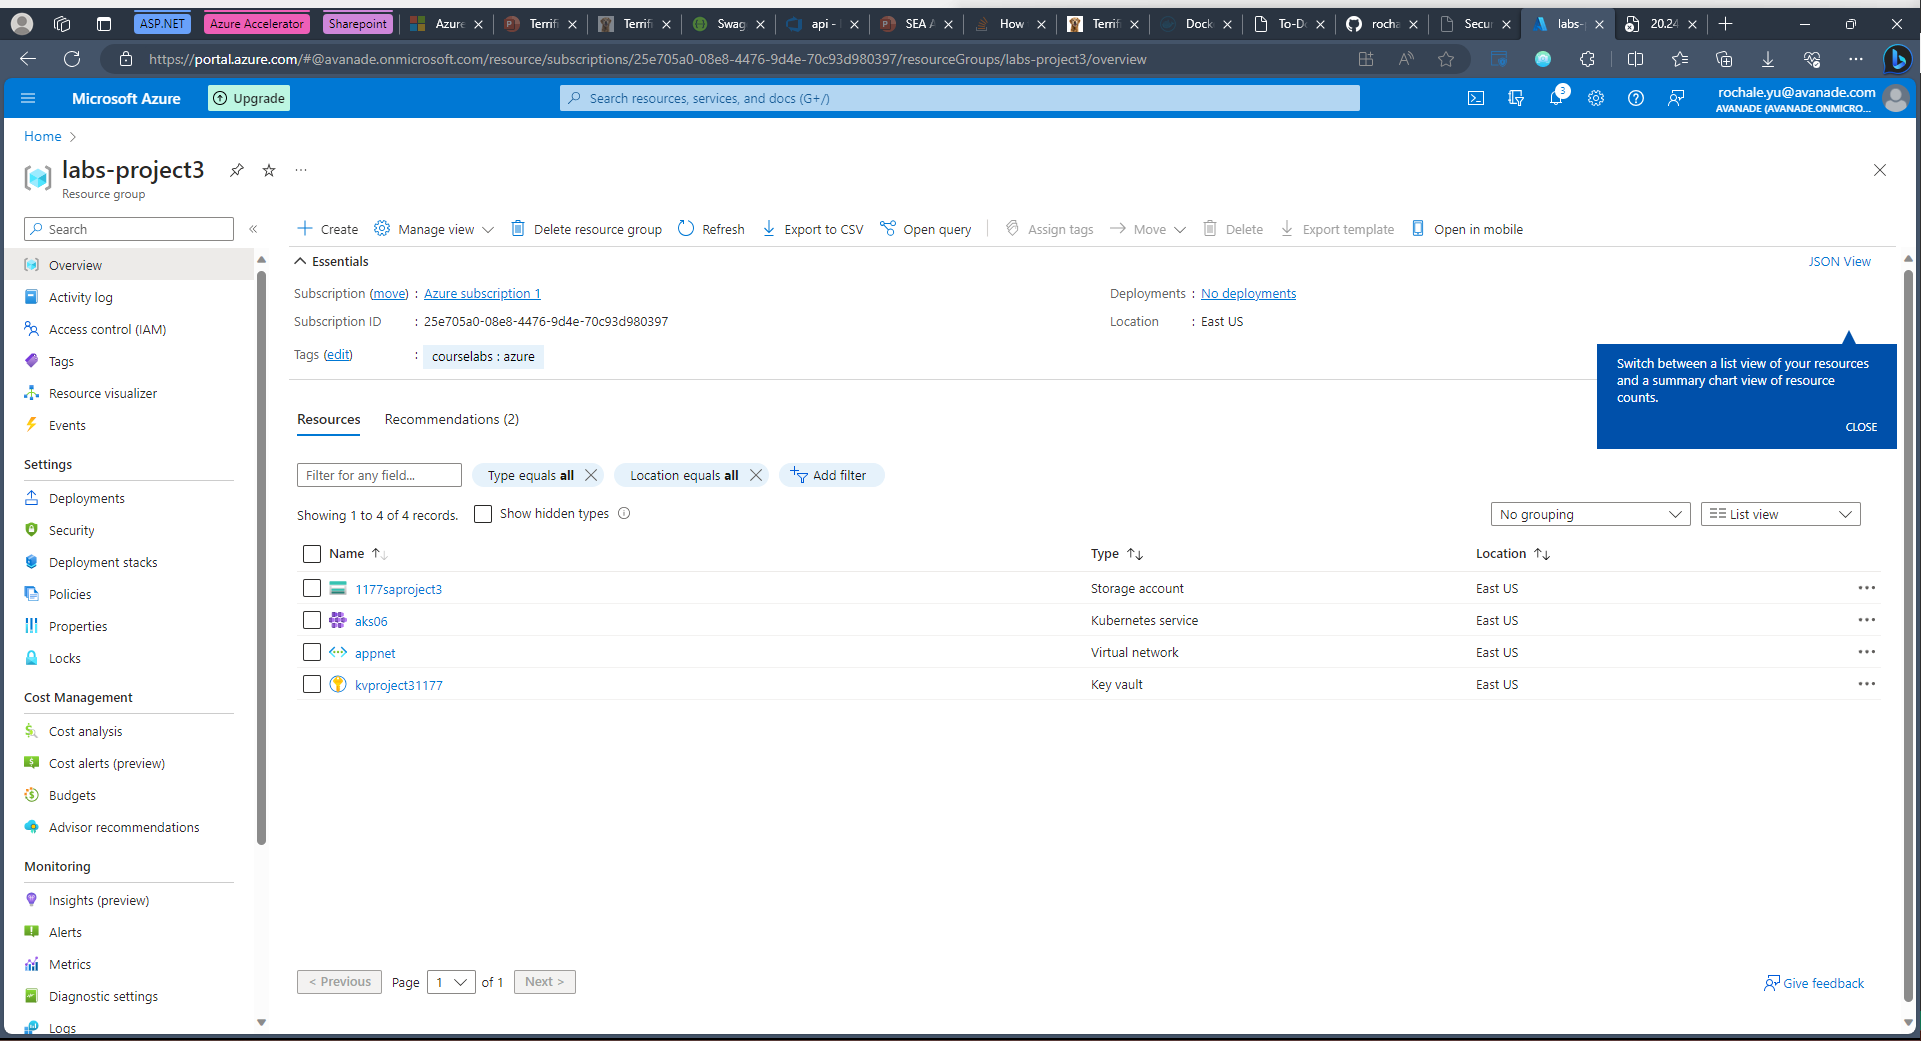 ASP.NET
Azure Accelerator
Sharepoint
Azure
Terrifi
Terrifi
Swag
api -
SEA A
How
Terrifi
Dock
To-D
rocha
Secur
labs-
20.24
https://portal.azure.com/#@avanade.onmicrosoft.com/resource/subscriptions/25e705a0-08e8-4476-9d4e-70c93d980397/resourceGroups/labs-project3/overview
Microsoft Azure
Upgrade
Search resources, services, and docs (G+/)
3
rochale.yu@avanade.com
AVANADE (AVANADE.ONMICRO...
Home
labs-project3
Resource group
Search
Create
Manage view
Delete resource group
Refresh
Export to CSV
Open query
Assign tags
Move
Delete
Export template
Open in mobile
Overview
Activity log
Access control (IAM)
Tags
Resource visualizer
Events
Settings
Deployments
Security
Deployment stacks
Policies
Properties
Locks
Cost Management
Cost analysis
Cost alerts (preview)
Budgets
Advisor recommendations
Monitoring
Insights (preview)
Alerts
Metrics
Diagnostic settings
Logs
Essentials
JSON View
Subscription (move) : Azure subscription 1
Subscription ID : 25e705a0-08e8-4476-9d4e-70c93d980397
Tags (edit) : courselabs : azure
Deployments : No deployments
Location : East US
Switch between a list view of your resources
and a summary chart view of resource
counts.
CLOSE
Resources
Recommendations (2)
Filter for any field...
Type equals all
Location equals all
Add filter
Showing 1 to 4 of 4 records.
Show hidden types
No grouping
List view
Name Type Location
1177saproject3 Storage account East US
aks06 Kubernetes service East US
appnet Virtual network East US
kvproject31177 Key vault East US
< Previous
Page 1 of 1
Next >
Give feedback